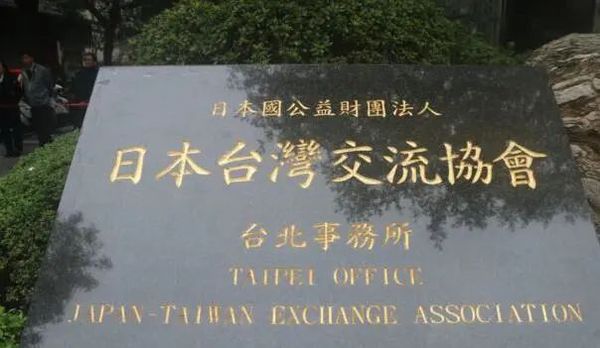 日本國公益財團法人
日本台灣交流協會
台北事務所
TAIPEI OFFICE
JAPAN-TAIWAN EXCHANGE ASSOCIATION